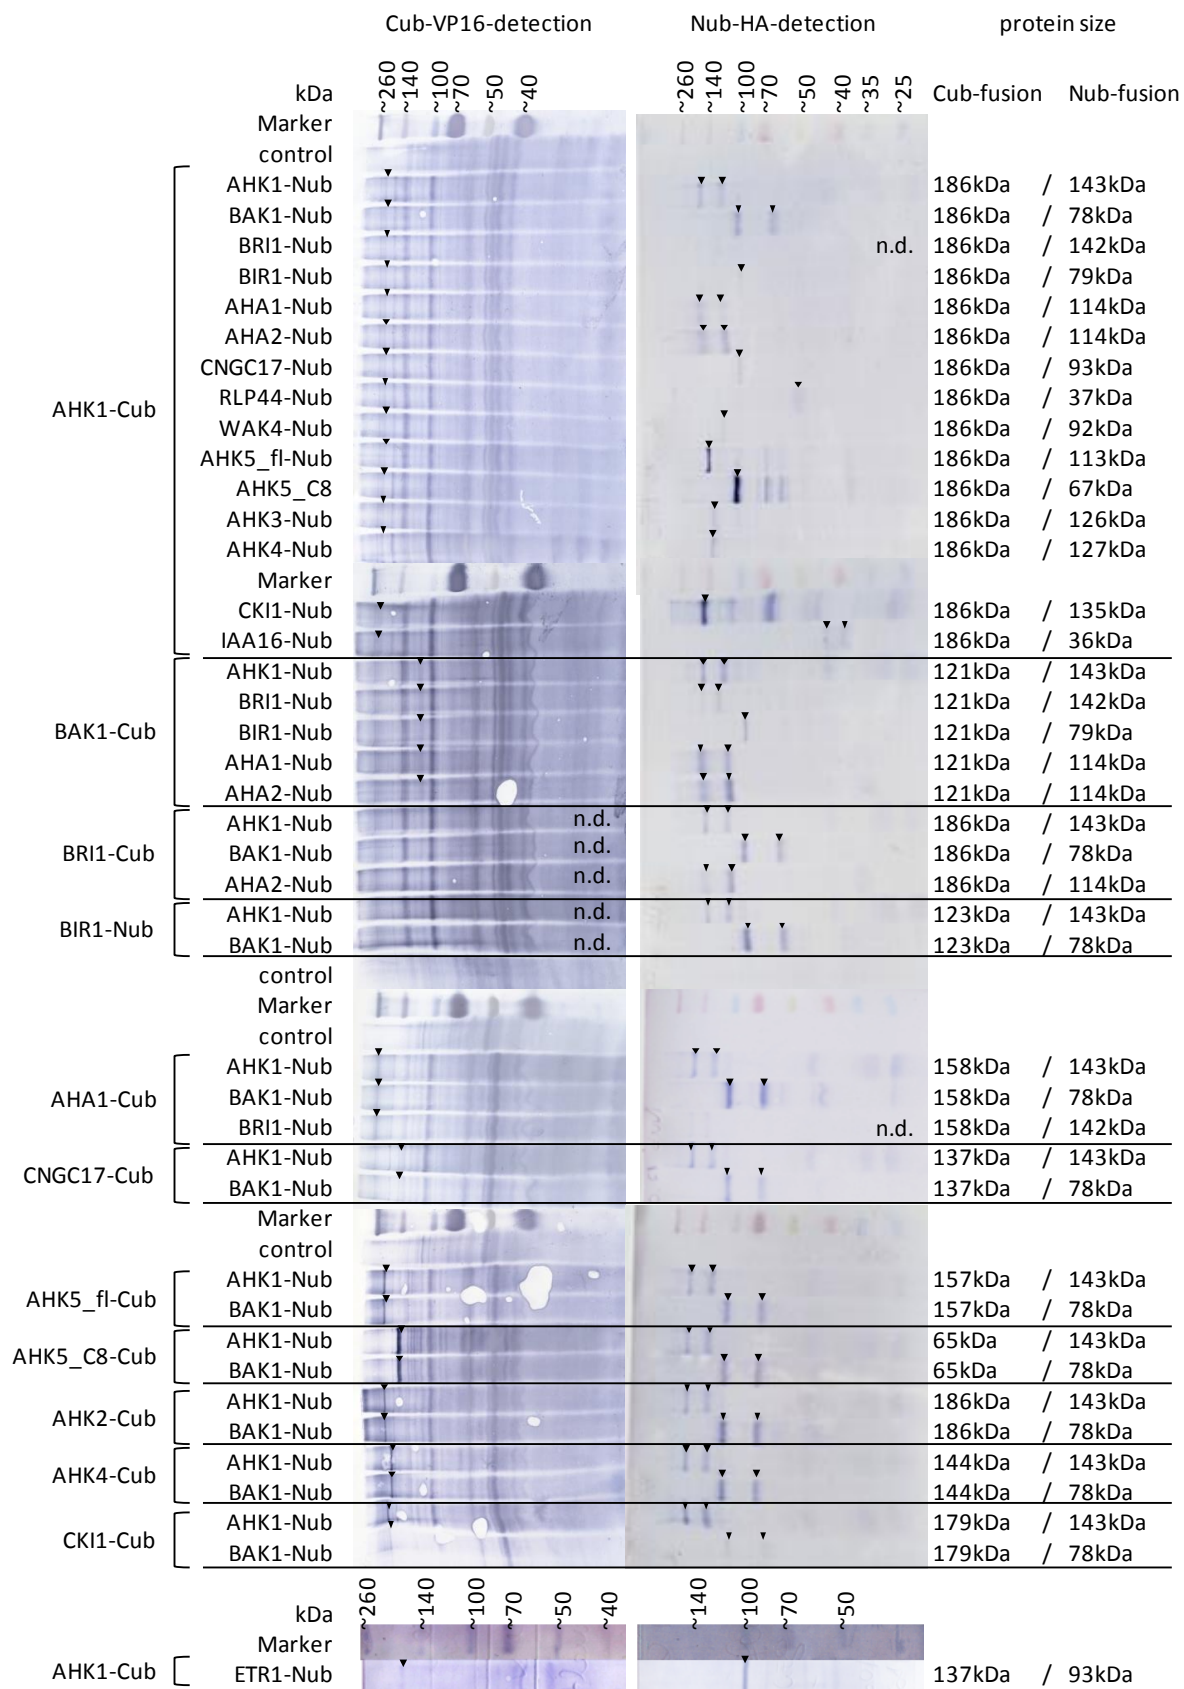 Cub-VP16-detection Nub-HA-detection protein size
kDa ~260 ~140 ~100 ~70 ~50 ~40 ~260 ~140 ~100 ~70 ~50 ~40 ~35 ~25 Cub-fusion Nub-fusion
Marker
control
AHK1-Nub 186kDa / 143kDa
BAK1-Nub 186kDa / 78kDa
BRI1-Nub n.d. 186kDa / 142kDa
BIR1-Nub 186kDa / 79kDa
AHA1-Nub 186kDa / 114kDa
AHA2-Nub 186kDa / 114kDa
CNGC17-Nub 186kDa / 93kDa
AHK1-Cub RLP44-Nub 186kDa / 37kDa
WAK4-Nub 186kDa / 92kDa
AHK5_fl-Nub 186kDa / 113kDa
AHK5_C8 186kDa / 67kDa
AHK3-Nub 186kDa / 126kDa
AHK4-Nub 186kDa / 127kDa
Marker
CKI1-Nub 186kDa / 135kDa
IAA16-Nub 186kDa / 36kDa
AHK1-Nub 121kDa / 143kDa
BRI1-Nub 121kDa / 142kDa
BAK1-Cub BIR1-Nub 121kDa / 79kDa
AHA1-Nub 121kDa / 114kDa
AHA2-Nub 121kDa / 114kDa
AHK1-Nub n.d. 186kDa / 143kDa
BRI1-Cub BAK1-Nub n.d. 186kDa / 78kDa
AHA2-Nub n.d. 186kDa / 114kDa
AHK1-Nub n.d. 123kDa / 143kDa
BIR1-Nub BAK1-Nub n.d. 123kDa / 78kDa
control
Marker
control
AHK1-Nub 158kDa / 143kDa
AHA1-Cub BAK1-Nub 158kDa / 78kDa
BRI1-Nub n.d. 158kDa / 142kDa
AHK1-Nub 137kDa / 143kDa
CNGC17-Cub BAK1-Nub 137kDa / 78kDa
Marker
control
AHK1-Nub 157kDa / 143kDa
AHK5_fl-Cub BAK1-Nub 157kDa / 78kDa
AHK1-Nub 65kDa / 143kDa
AHK5_C8-Cub BAK1-Nub 65kDa / 78kDa
AHK1-Nub 186kDa / 143kDa
AHK2-Cub BAK1-Nub 186kDa / 78kDa
AHK1-Nub 144kDa / 143kDa
AHK4-Cub BAK1-Nub 144kDa / 78kDa
AHK1-Nub 179kDa / 143kDa
CKI1-Cub BAK1-Nub 179kDa / 78kDa
kDa ~260 ~140 ~100 ~70 ~50 ~40 ~140 ~100 ~70 ~50
Marker
AHK1-Cub ETR1-Nub 137kDa / 93kDa